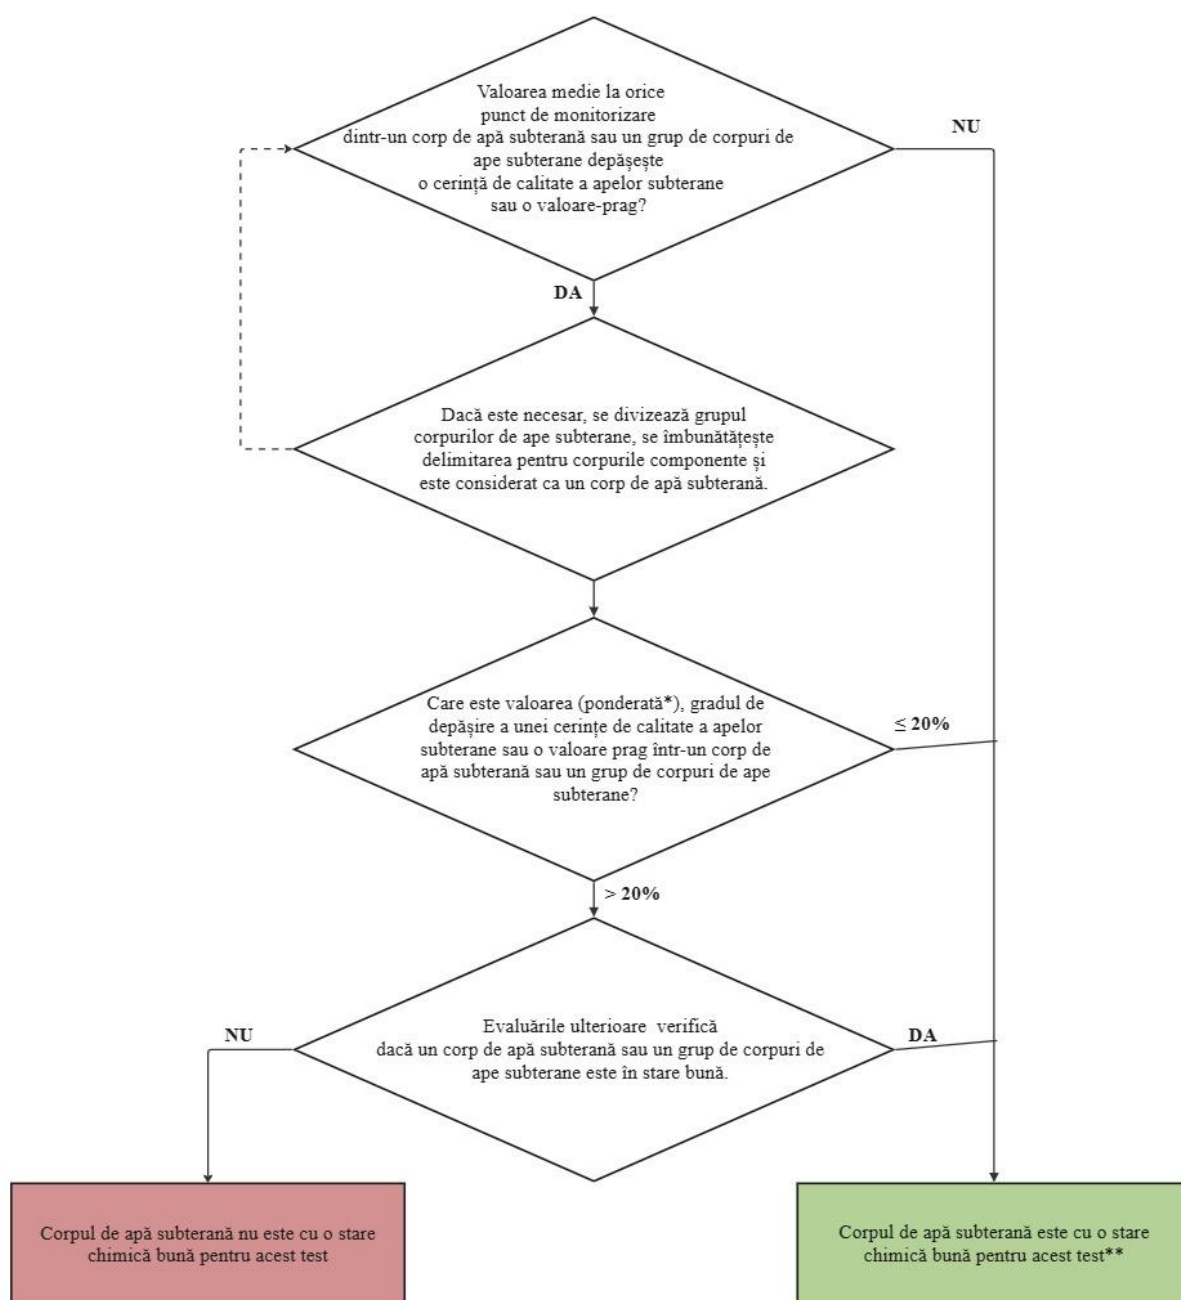 Valoarea medie la orice
punct de monitorizare
dintr-un corp de apă subterană sau un grup de corpuri de
ape subterane depășește
o cerință de calitate a apelor subterane
sau o valoare-prag?
NU
DA
Dacă este necesar, se divizează grupul
corpurilor de ape subterane, se îmbunătățește
delimitarea pentru corpurile componente și
este considerat ca un corp de apă subterană.
Care este valoarea (ponderată*), gradul de
depășire a unei cerințe de calitate a apelor
subterane sau o valoare prag într-un corp de
apă subterană sau un grup de corpuri de ape
subterane?
≤ 20%
> 20%
Evaluările ulterioare verifică
dacă un corp de apă subterană sau un grup de corpuri de
ape subterane este în stare bună.
NU
DA
Corpul de apă subterană nu este cu o stare
chimică bună pentru acest test
Corpul de apă subterană este cu o stare
chimică bună pentru acest test**